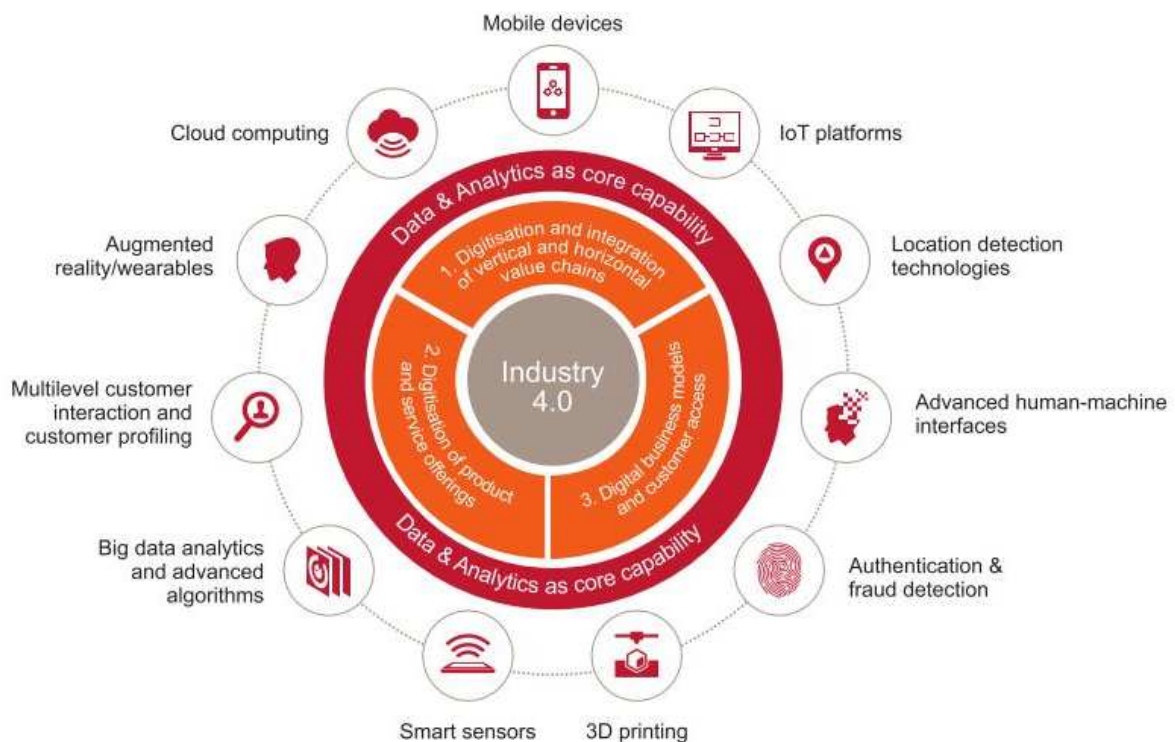 Mobile devices
Cloud computing
IoT platforms
Augmented
reality/wearables
Location detection
technologies
Multilevel customer
interaction and
customer profiling
Advanced human-machine
interfaces
Big data analytics
and advanced
algorithms
Authentication &
fraud detection
Smart sensors
3D printing
Data & Analytics as core capability
1. Digitisation and integration
of vertical and horizontal
value chains
2. Digitisation of product
and service offerings
3. Digital business models
and customer access
Industry
4.0
Data & Analytics as core capability